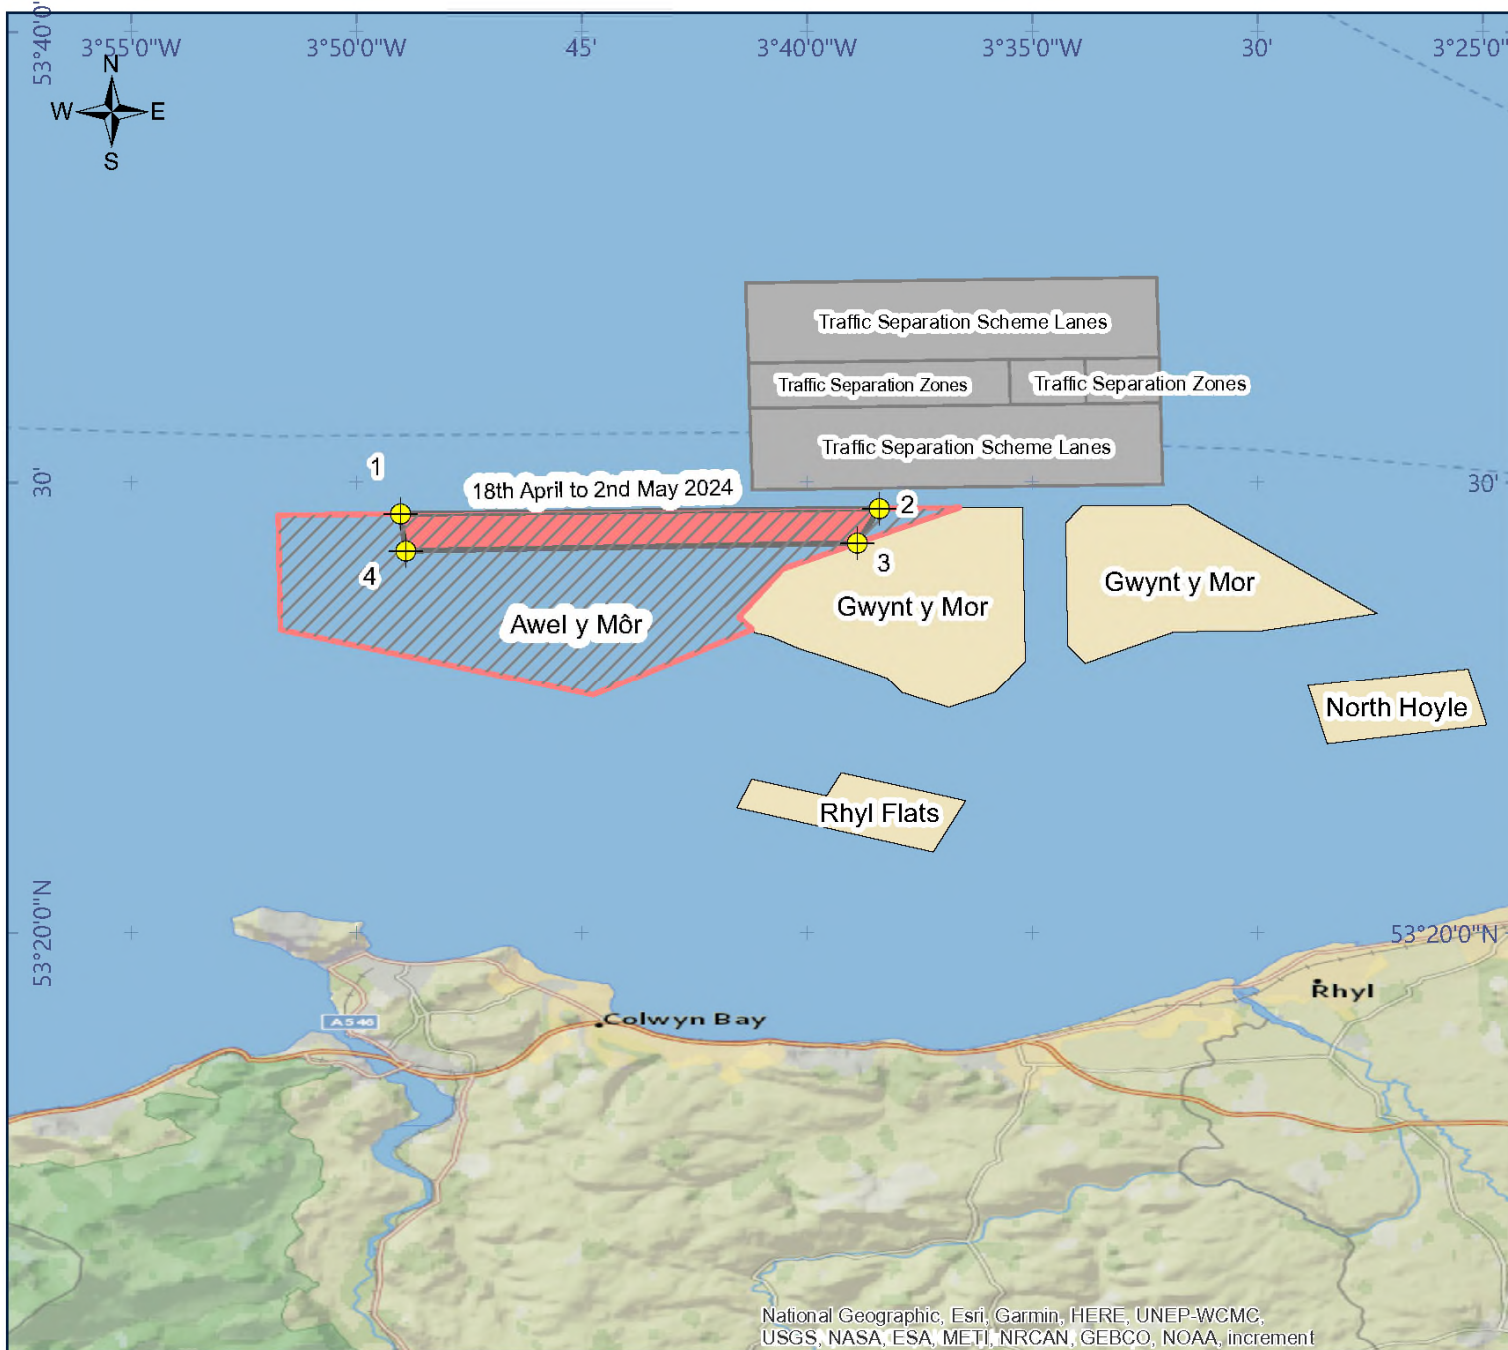 3°55'0"W
3°50'0"W
45'
3°40'0"W
3°35'0"W
30'
3°25'0"
53°40'0"
N
W
E
S
Traffic Separation Scheme Lanes
Traffic Separation Zones
Traffic Separation Zones
Traffic Separation Scheme Lanes
30'
30'
1
18th April to 2nd May 2024
2
3
4
Gwynt y Mor
Gwynt y Mor
Awel y Môr
North Hoyle
Rhyl Flats
53°20'0"N
53°20'0"N
Rhyl
A546
Colwyn Bay
National Geographic, Esri, Garmin, HERE, UNEP-WCMC,
USGS, NASA, ESA, METI, NRCAN, GEBCO, NOAA, increment